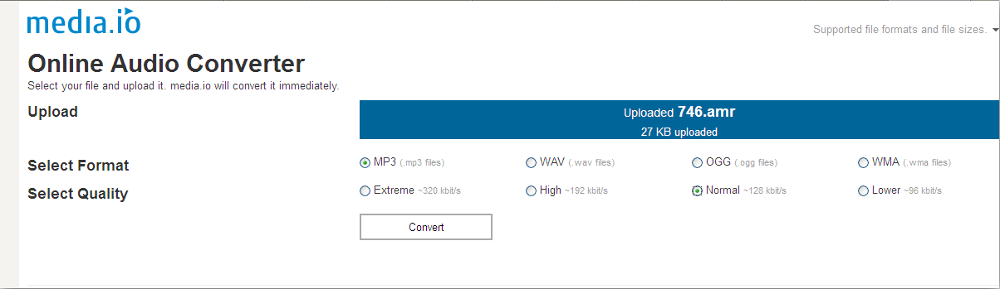 media.io
Supported file formats and file sizes.
Online Audio Converter
Select your file and upload it. media.io will convert it immediately.
Upload
Uploaded 746.amr
27 KB uploaded
Select Format
MP3 (.mp3 files) WAV (.wav files) OGG (.ogg files) WMA (.wma files)
Select Quality
Extreme ~320 kbit/s High ~192 kbit/s Normal ~128 kbit/s Lower ~96 kbit/s
Convert